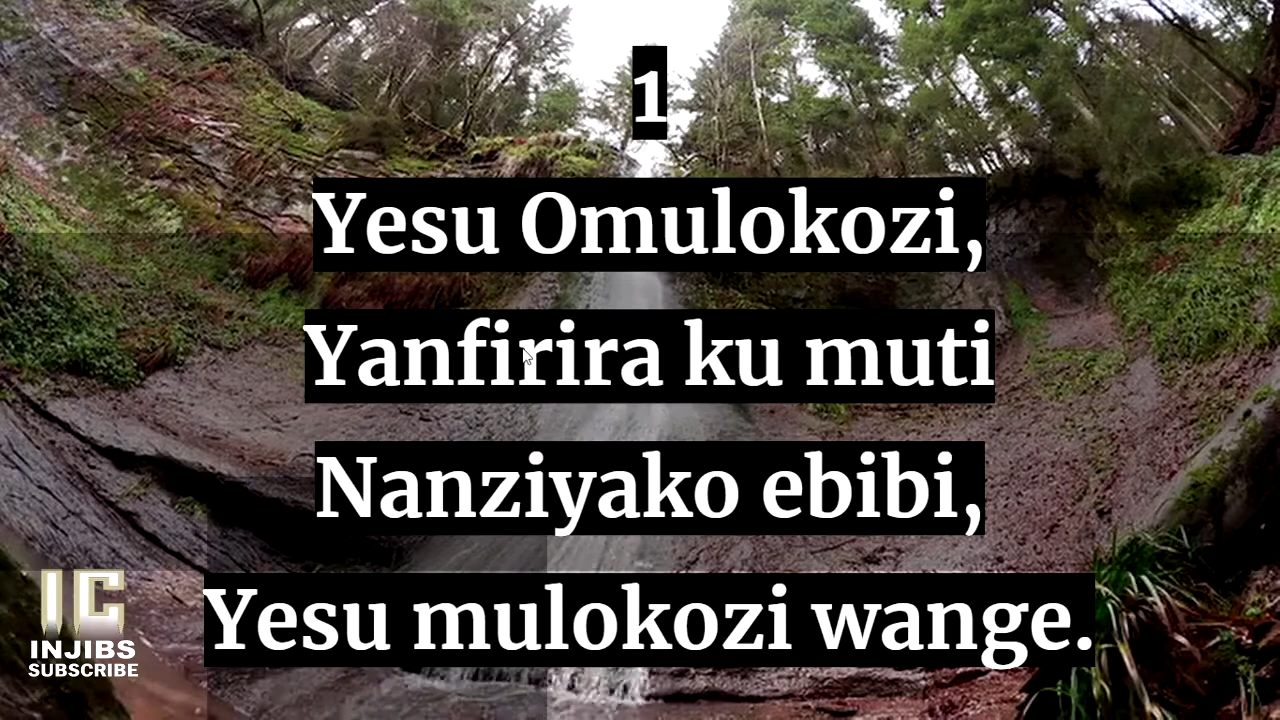 1
Yesu Omulokozi,
Yanfirira ku muti
Nanziyako ebibi,
Yesu mulokozi wange.
IC
INJIBS
SUBSCRIBE